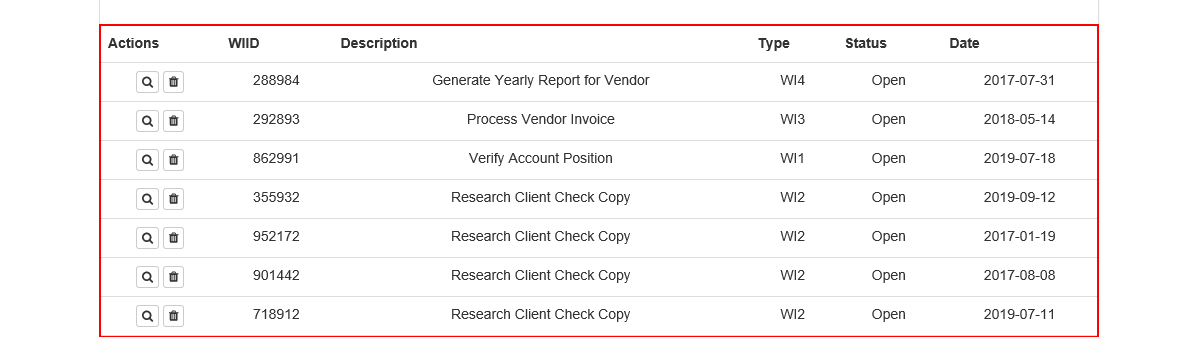 Actions WIID Description Type Status Date
288984 Generate Yearly Report for Vendor WI4 Open 2017-07-31
292893 Process Vendor Invoice WI3 Open 2018-05-14
862991 Verify Account Position WI1 Open 2019-07-18
355932 Research Client Check Copy WI2 Open 2019-09-12
952172 Research Client Check Copy WI2 Open 2017-01-19
901442 Research Client Check Copy WI2 Open 2017-08-08
718912 Research Client Check Copy WI2 Open 2019-07-11